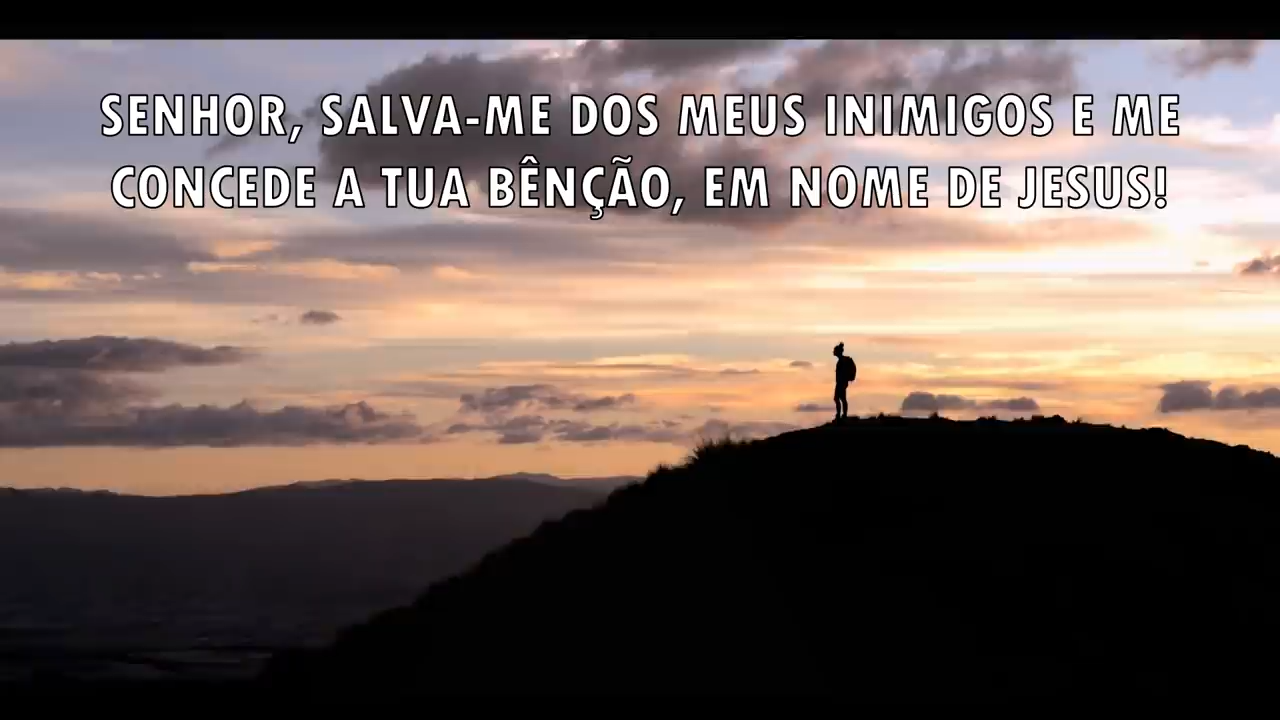 SENHOR, SALVA-ME DOS MEUS INIMIGOS E ME
CONCEDE A TUA BÊNÇÃO, EM NOME DE JESUS!